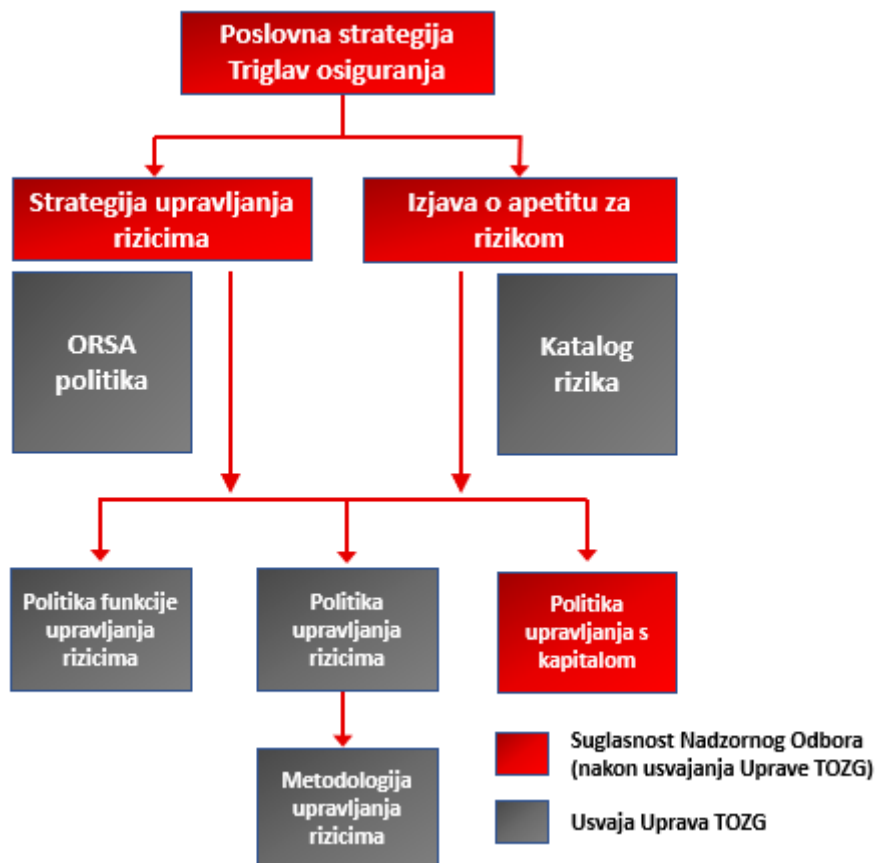 Poslovna strategija
Triglav osiguranja
Strategija upravljanja
rizicima
Izjava o apetitu za
rizikom
ORSA
politika
Katalog
rizika
Politika funkcije
upravljanja
rizicima
Politika
upravljanja
rizicima
Politika
upravljanja s
kapitalom
Metodologija
upravljanja
rizicima
Suglasnost Nadzornog Odbora
(nakon usvajanja Uprave TOZG)
Usvaja Uprava TOZG